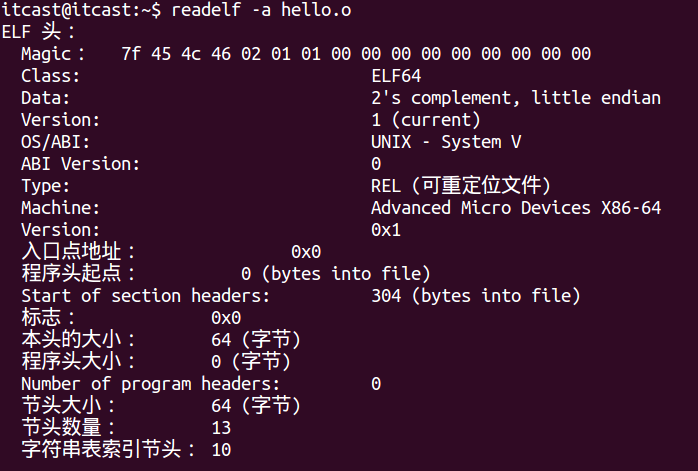 itcast@itcast:~$ readelf -a hello.o
ELF 头：
  Magic：   7f 45 4c 46 02 01 01 00 00 00 00 00 00 00 00 00
  Class:                             ELF64
  Data:                              2's complement, little endian
  Version:                           1 (current)
  OS/ABI:                            UNIX - System V
  ABI Version:                       0
  Type:                              REL (可重定位文件)
  Machine:                           Advanced Micro Devices X86-64
  Version:                           0x1
  入口点地址：               0x0
  程序头起点：          0 (bytes into file)
  Start of section headers:          304 (bytes into file)
  标志：             0x0
  本头的大小：       64 (字节)
  程序头大小：       0 (字节)
  Number of program headers:         0
  节头大小：         64 (字节)
  节头数量：         13
  字符串表索引节头： 10